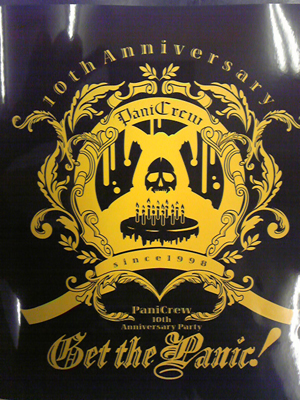 10th Anniversary
PaniCrew
since1998
PaniCrew
10th
Anniversary Party
Get the Panic!